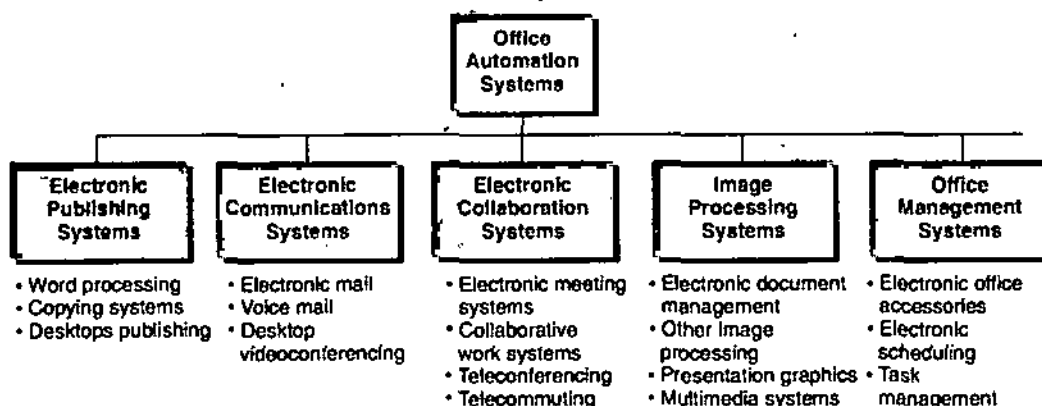 Office
Automation
Systems
Electronic
Publishing
Systems
• Word processing
• Copying systems
• Desktops publishing
Electronic
Communications
Systems
• Electronic mail
• Voice mail
• Desktop
videoconferencing
Electronic
Collaboration
Systems
• Electronic meeting
systems
• Collaborative
work systems
• Teleconferencing
• Telecommuting
Image
Processing
Systems
• Electronic document
management
• Other image
processing
• Presentation graphics
• Multimedia systems
Office
Management
Systems
• Electronic office
accessories
• Electronic
scheduling
• Task
management